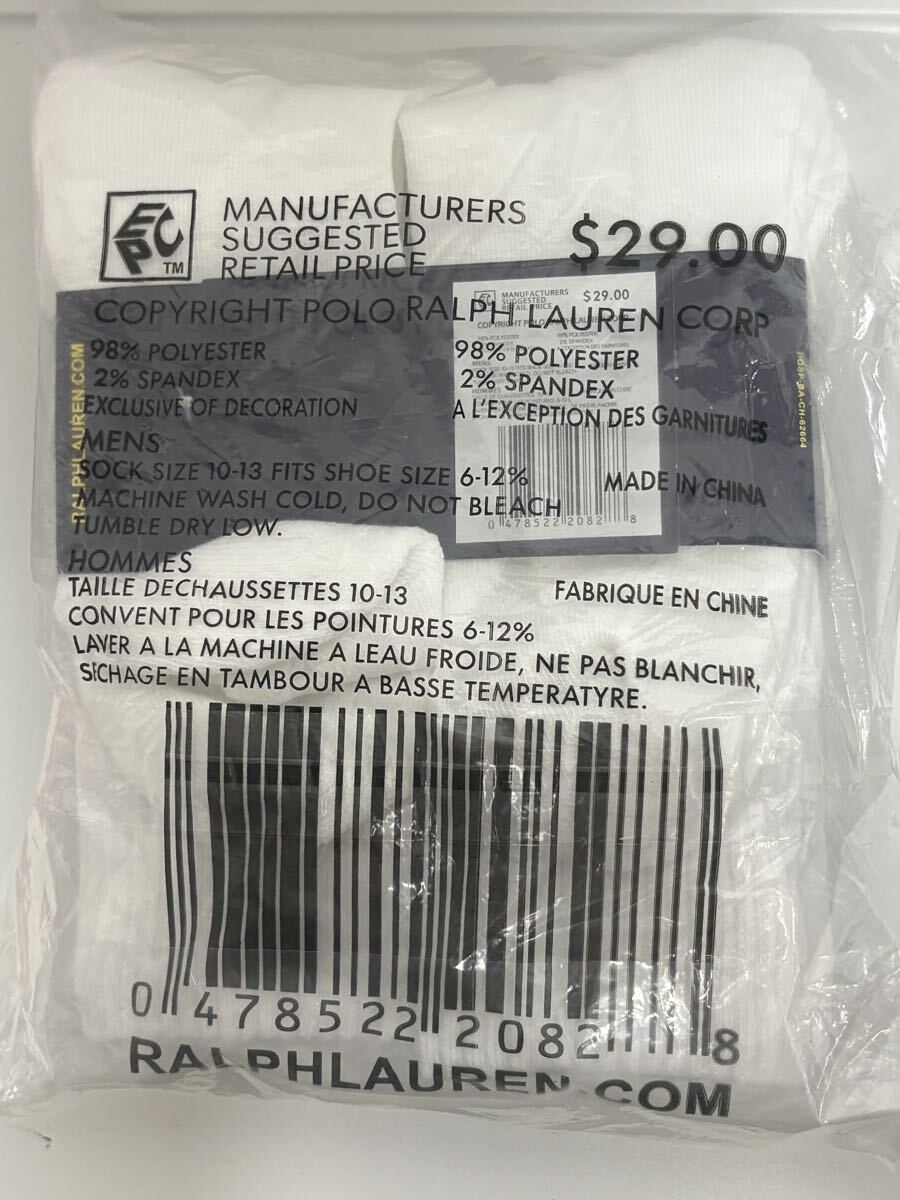 EPC TM
MANUFACTURERS
SUGGESTED
RETAIL PRICE
$29.00
COPYRIGHT POLO RALPH LAUREN CORP
98% POLYESTER
2% SPANDEX
EXCLUSIVE OF DECORATION
98% POLYESTER
2% SPANDEX
A L'EXCEPTION DES GARNITURES
MENS
SOCK SIZE 10-13 FITS SHOE SIZE 6-12%
MACHINE WASH COLD, DO NOT BLEACH
TUMBLE DRY LOW.
MADE IN CHINA
HOMMES
TAILLE DECHAUSSETTES 10-13
CONVENT POUR LES POINTURES 6-12%
LAVER A LA MACHINE A LEAU FROIDE, NE PAS BLANCHIR,
SECHAGE EN TAMBOUR A BASSE TEMPERATYRE.
FABRIQUE EN CHINE
0 478522 2082 8
RALPHLAUREN.COM
RALPHLAUREN.COM
MANUFACTURERS
SUGGESTED
RETAIL PRICE
$29.00
0 478522 2082 8